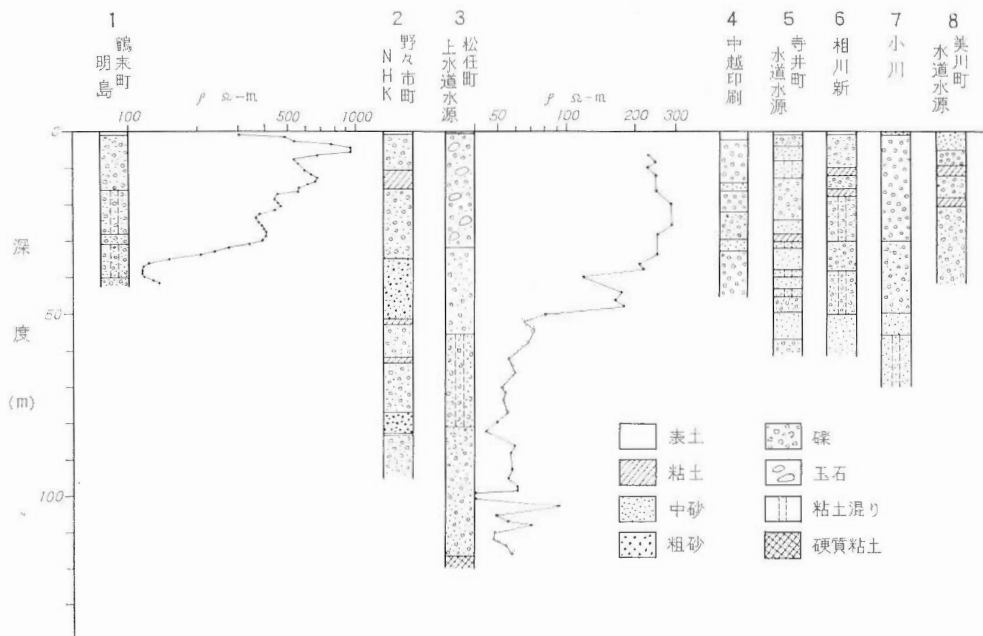 1
鶴来町
明島
2
野々市町
NHK
3
松任町
上水道水源
4
中越印刷
5
寺井町
水道水源
6
相川新
7
小川
8
美川町
水道水源
ρ Ω-m
100 500 1000
ρ Ω-m
50 100 200 300
0
50
100
深度(m)
表土
粘土
中砂
粗砂
礫
玉石
粘土混り
硬質粘土